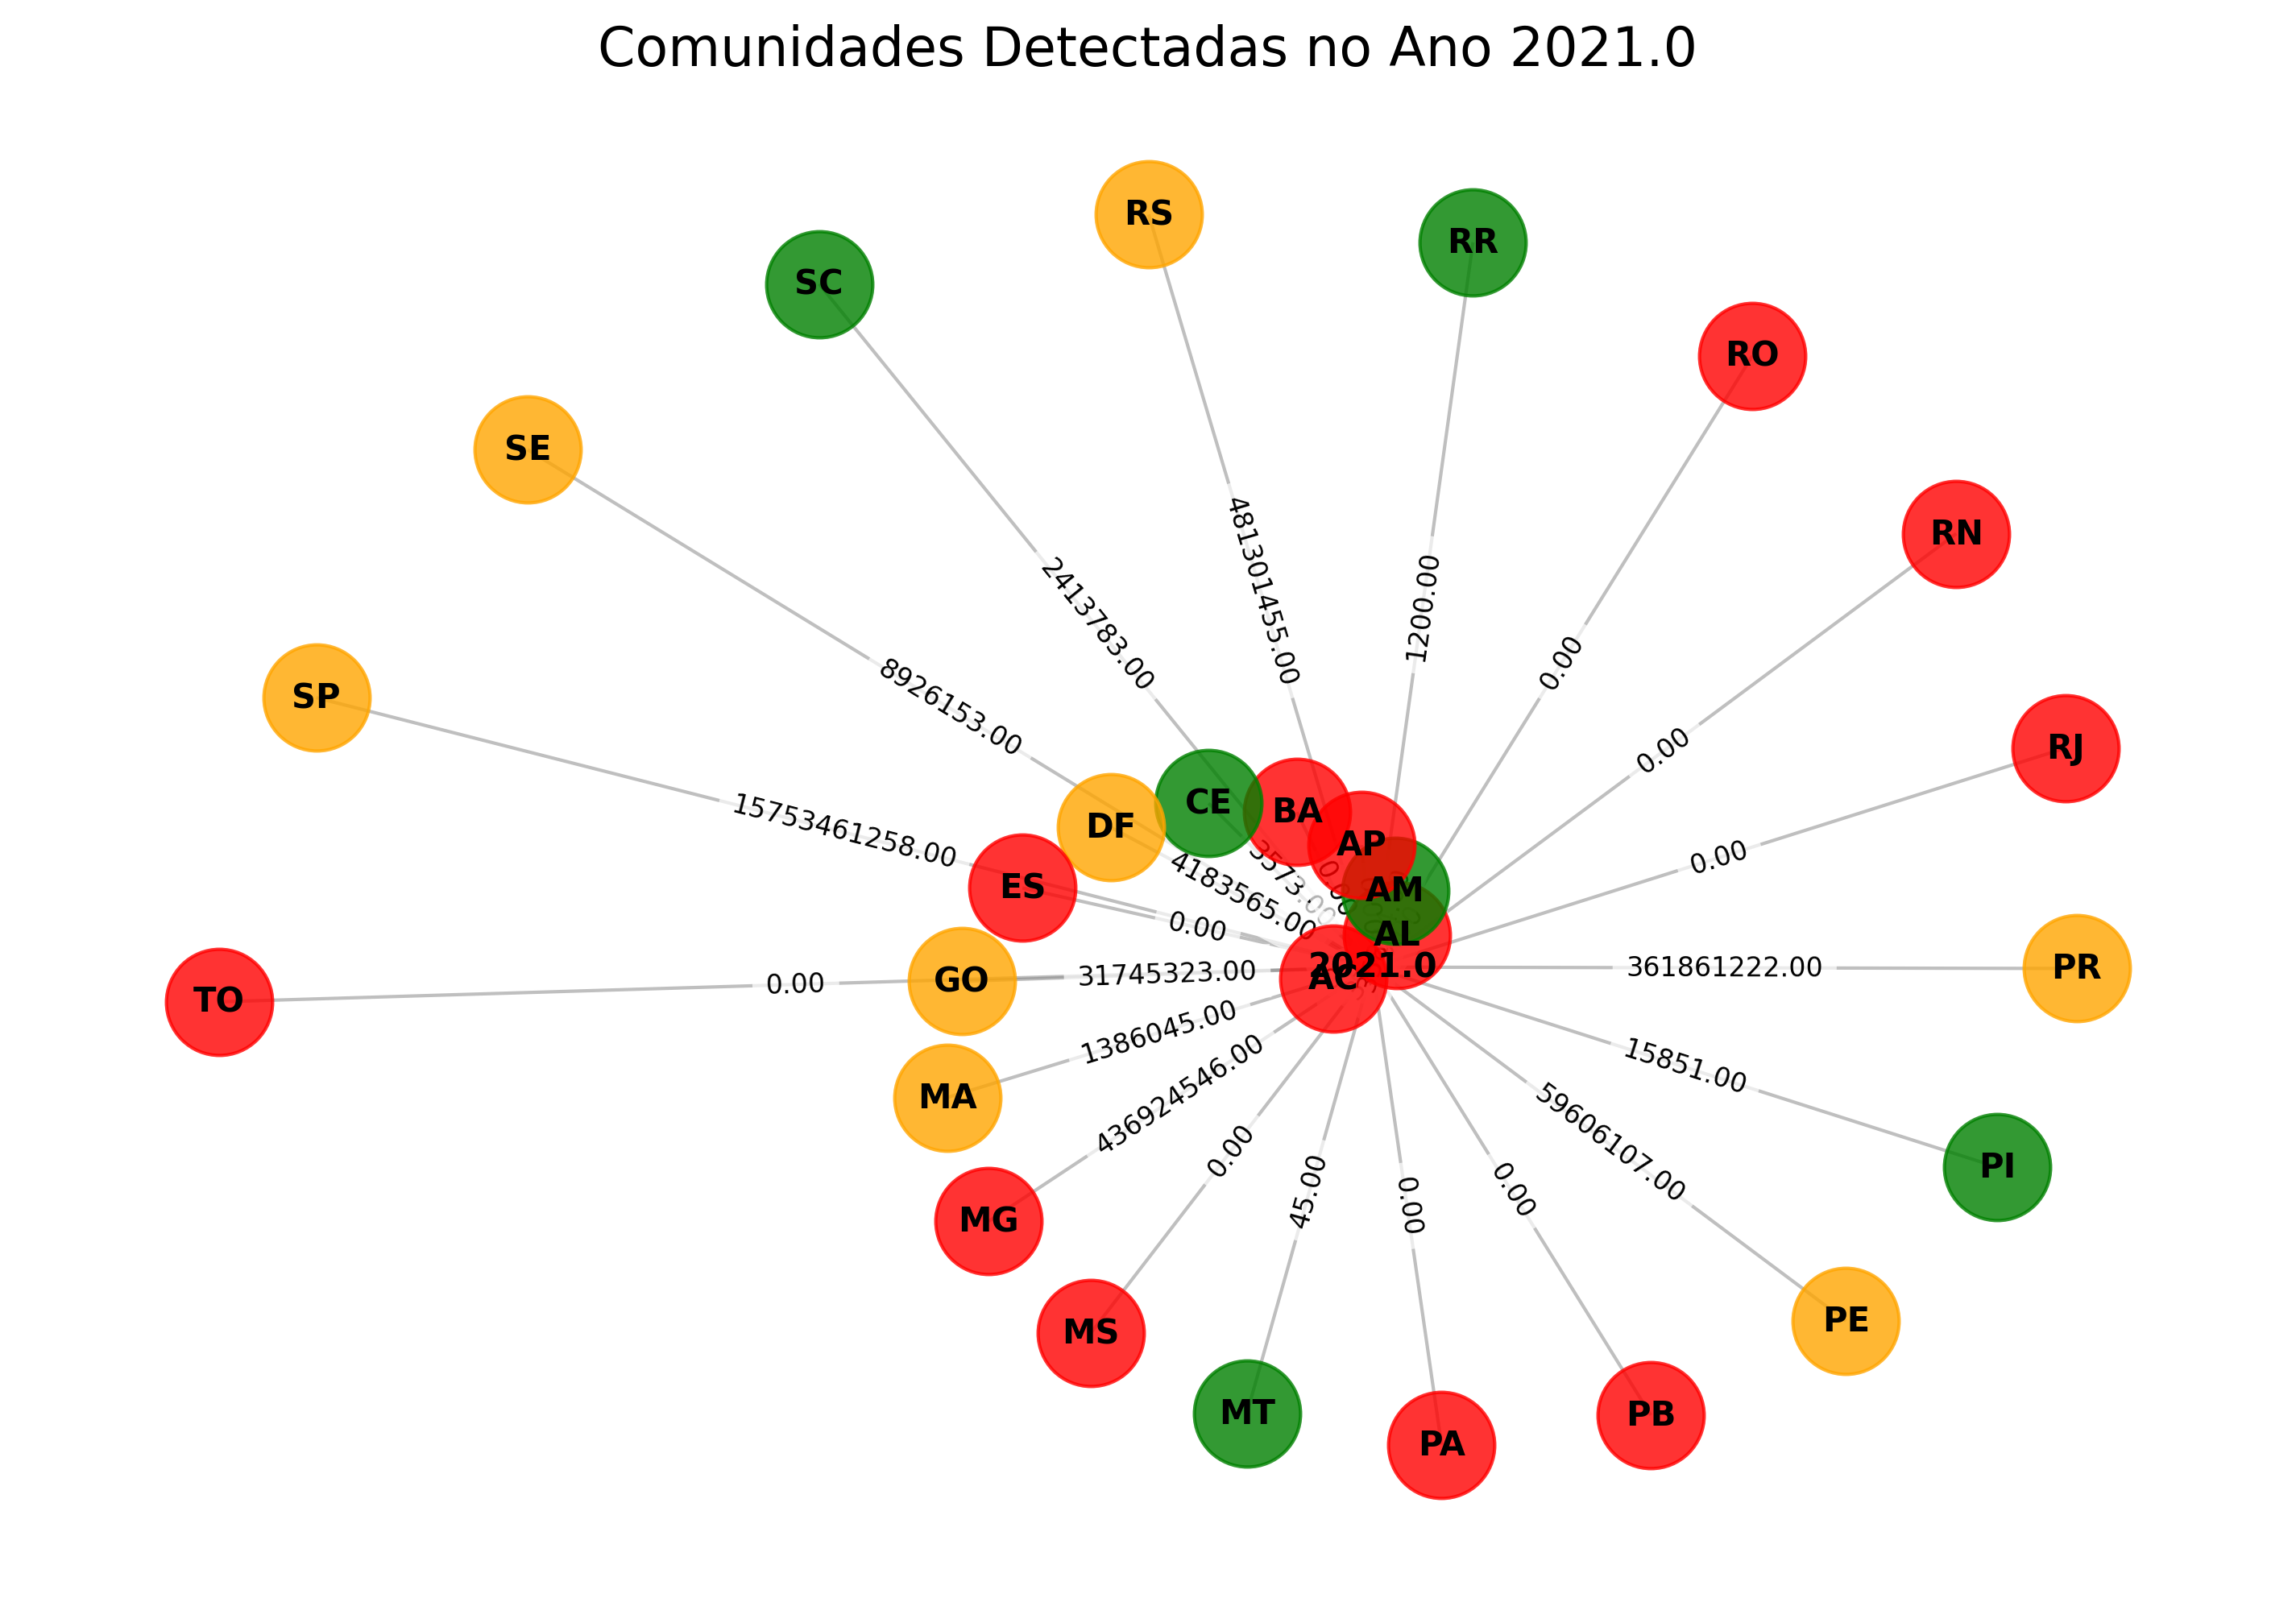 Comunidades Detectadas no Ano 2021.0
RS
RR
SC
RO
SE
RN
481301455.00
1200.00
2413783.00
0.00
SP
8926153.00
0.00
RJ
15753461258.00
CE
BA
DF
AP
0.00
ES
3573.00
4183565.00
AM
0.00
AL
2021.0
TO
0.00
GO
31745323.00
AC
361861222.00
PR
1386045.00
MA
436924546.00
15851.00
MG
0.00
45.00
0.00
0.00
59606107.00
PI
MS
MT
PA
PB
PE